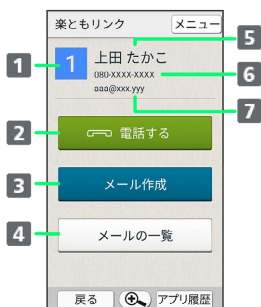 楽ともリンク メニュー
5
1 1 上田 たかこ
080-XXXX-XXXX 6
aaa@xxx.yyy
7
2 電話する
3 メール作成
4 メールの一覧
戻る アプリ履歴